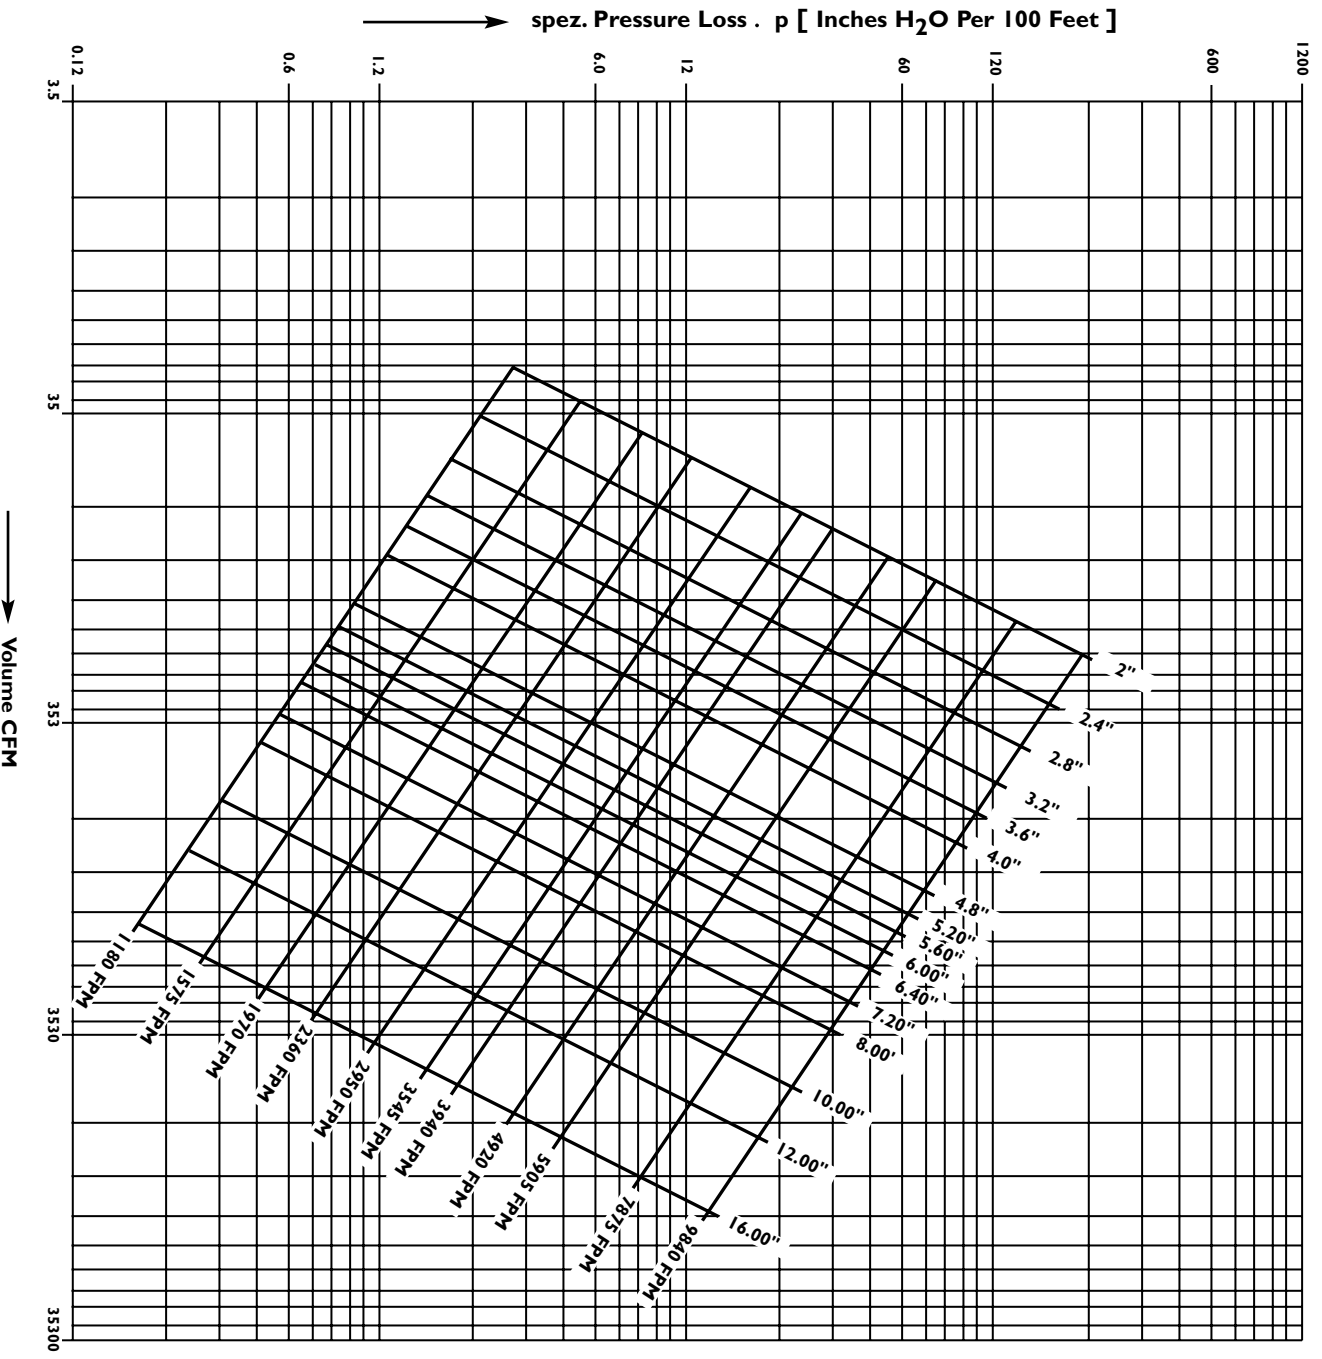 spez. Pressure Loss . p [ Inches H2O Per 100 Feet ]
0.12
0.6
1.2
6.0
12
60
120
600
1200
3.5
35
353
3530
35300
Volume CFM
2"
2.4"
2.8"
3.2"
3.6"
4.0"
4.8"
5.20"
5.60"
6.00"
6.40"
7.20"
8.00'
10.00"
12.00"
16.00"
1180 FPM
1575 FPM
1970 FPM
2360 FPM
2950 FPM
3545 FPM
3940 FPM
4920 FPM
5905 FPM
7875 FPM
9840 FPM